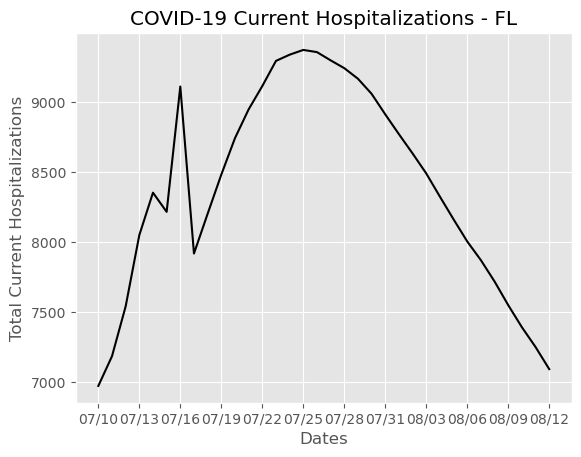 COVID-19 Current Hospitalizations - FL
Total Current Hospitalizations
9000
8500
8000
7500
7000
07/10 07/13 07/16 07/19 07/22 07/25 07/28 07/31 08/03 08/06 08/09 08/12
Dates